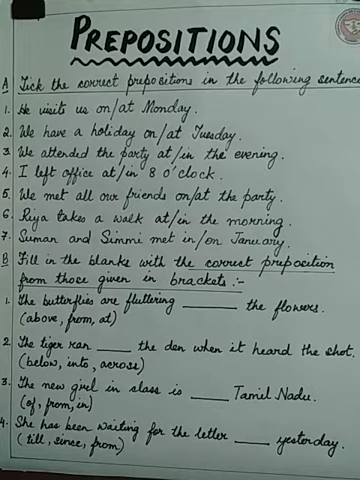 PREPOSITIONS
A Tick the correct prepositions in the following sentence
1. He visits us on/at Monday.
2. We have a holiday on/at Tuesday.
3. We attended the party at/in the evening.
4. I left office at/in 8 O'clock.
5. We met all our friends on/at the party.
6. Riya takes a walk at/in the morning.
7. Suman and Simmi met in/on January.
B Fill in the blanks with the correct preposition
from those given in brackets :-
1. The butterflies are fluttering ______ the flowers.
(above, from, at)
2. The tiger ran ____ the den when it heard the shot.
(below, into, across)
3. The new girl in class is ____ Tamil Nadu.
(of, from, in)
4. She has been waiting for the letter ____ yesterday.
(till, since, from)